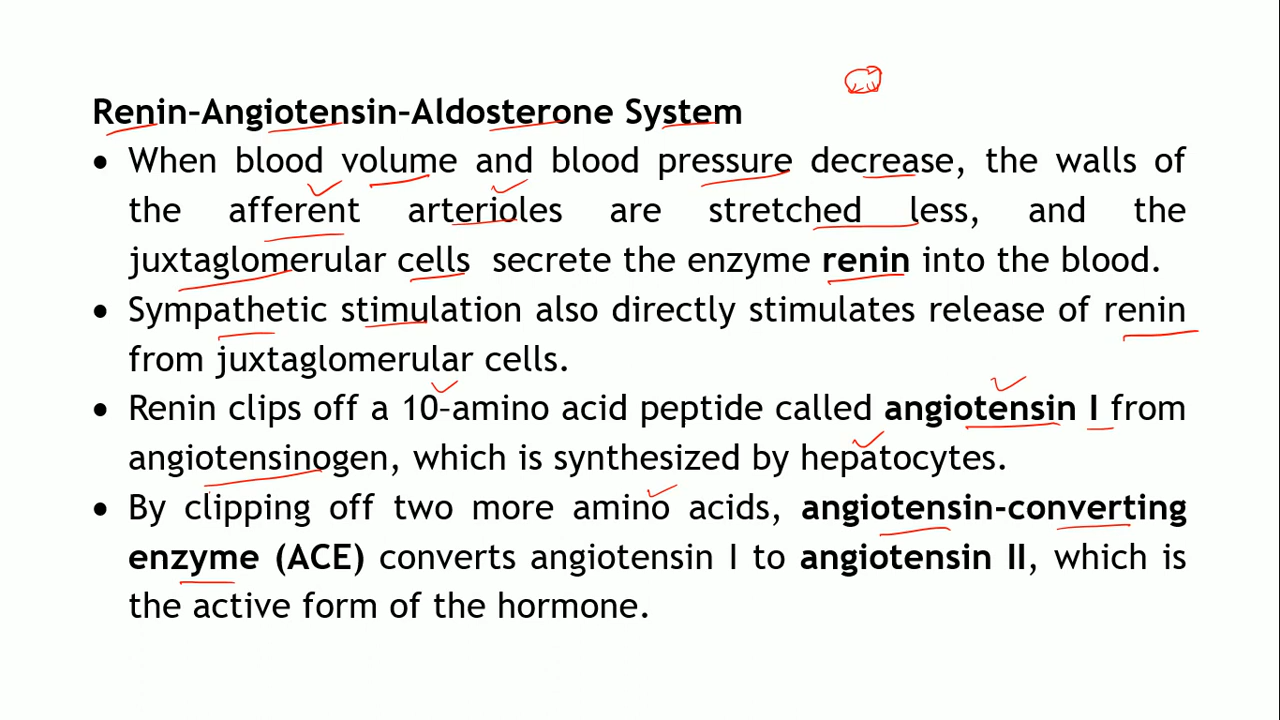 Renin–Angiotensin–Aldosterone System
• When blood volume and blood pressure decrease, the walls of
the afferent arterioles are stretched less, and the
juxtaglomerular cells secrete the enzyme renin into the blood.
• Sympathetic stimulation also directly stimulates release of renin
from juxtaglomerular cells.
• Renin clips off a 10–amino acid peptide called angiotensin I from
angiotensinogen, which is synthesized by hepatocytes.
• By clipping off two more amino acids, angiotensin-converting
enzyme (ACE) converts angiotensin I to angiotensin II, which is
the active form of the hormone.